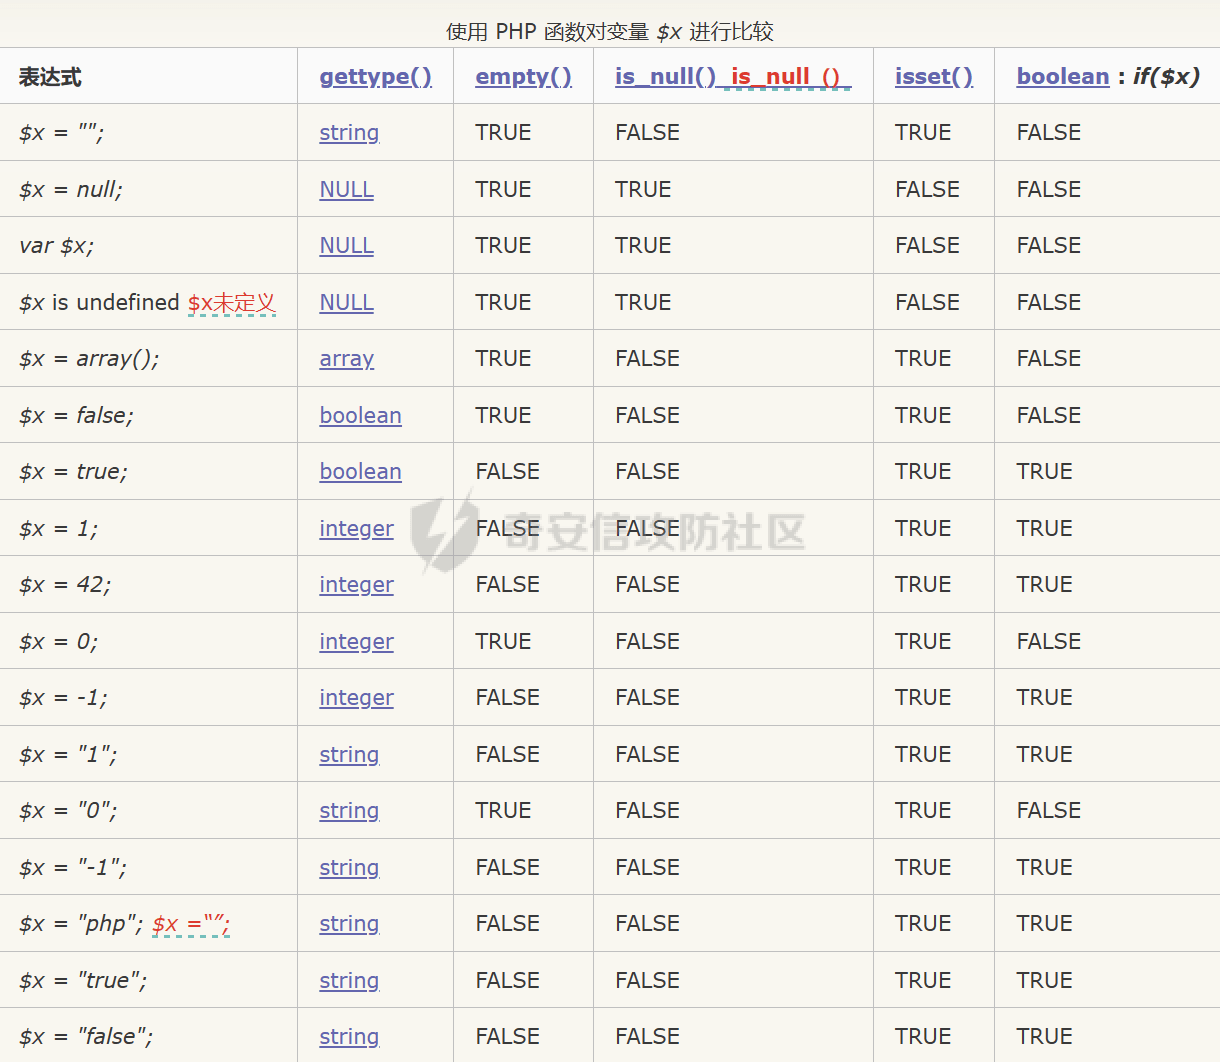 使用 PHP 函数对变量 $x 进行比较
表达式 gettype() empty() is_null() is_null（） isset() boolean : if($x)
$x = ""; string TRUE FALSE TRUE FALSE
$x = null; NULL TRUE TRUE FALSE FALSE
var $x; NULL TRUE TRUE FALSE FALSE
$x is undefined $x未定义 NULL TRUE TRUE FALSE FALSE
$x = array(); array TRUE FALSE TRUE FALSE
$x = false; boolean TRUE FALSE TRUE FALSE
$x = true; boolean FALSE FALSE TRUE TRUE
$x = 1; integer FALSE FALSE TRUE TRUE
奇安信攻防社区
$x = 42; integer FALSE FALSE TRUE TRUE
$x = 0; integer TRUE FALSE TRUE FALSE
$x = -1; integer FALSE FALSE TRUE TRUE
$x = "1"; string FALSE FALSE TRUE TRUE
$x = "0"; string TRUE FALSE TRUE FALSE
$x = "-1"; string FALSE FALSE TRUE TRUE
$x = "php"; $x =“”; string FALSE FALSE TRUE TRUE
$x = "true"; string FALSE FALSE TRUE TRUE
$x = "false"; string FALSE FALSE TRUE TRUE